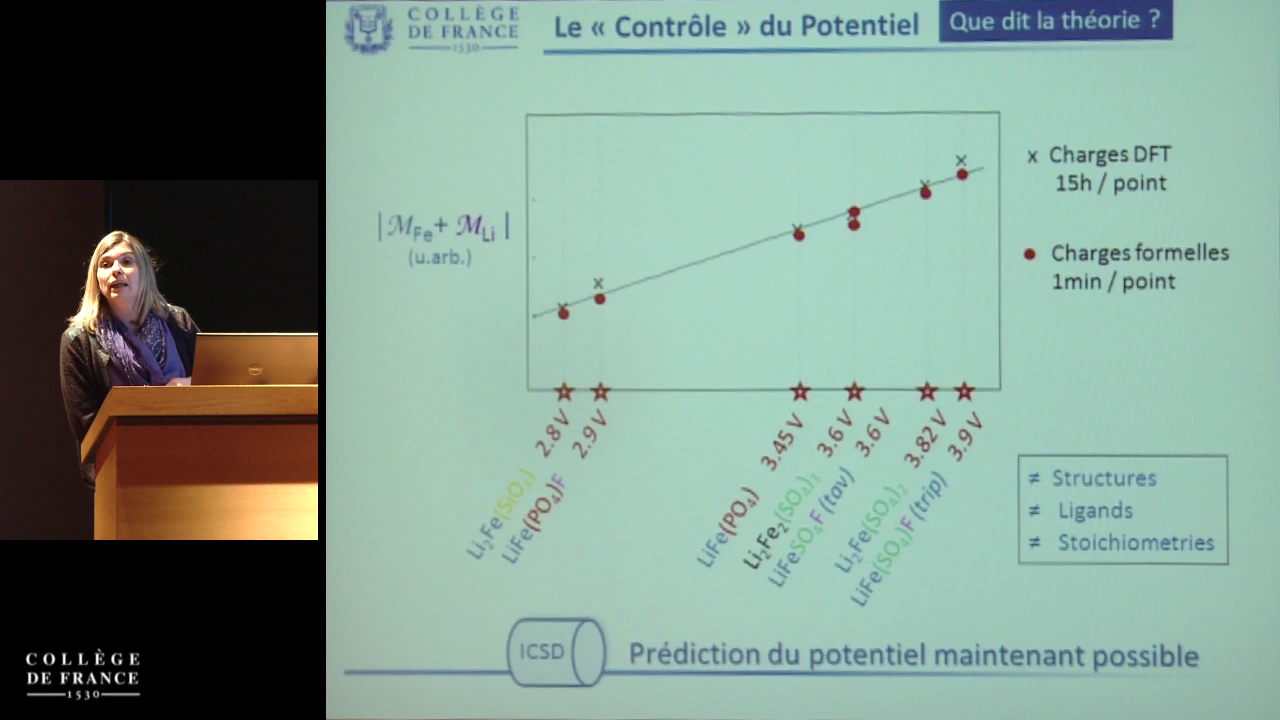 COLLÈGE
DE FRANCE
1530
Le « Contrôle » du Potentiel
Que dit la théorie ?
| MFe + MLi |
(u.arb.)
x Charges DFT
15h / point
Charges formelles
1min / point
2.8 V
2.9 V
3.45 V
3.6 V
3.6 V
3.82 V
3.9 V
Li2Fe(SiO4)
LiFe(PO4)F
LiFe(PO4)
Li2Fe2(SO4)3
LiFeSO4F (tav)
Li2Fe(SO4)2
LiFe(SO4)F (trip)
≠ Structures
≠ Ligands
≠ Stoichiometries
ICSD
Prédiction du potentiel maintenant possible
DELL
COLLÈGE
DE FRANCE
1530